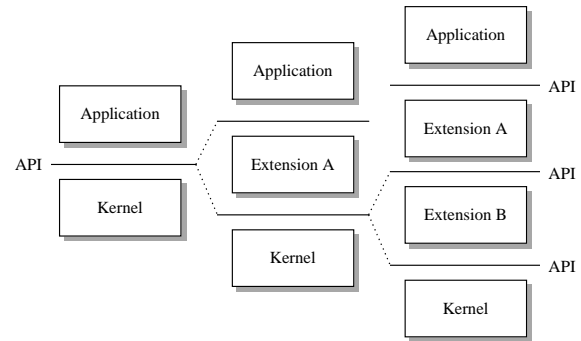 API
Application
Kernel
Application
Extension A
Kernel
Application
API
Extension A
API
Extension B
API
Kernel